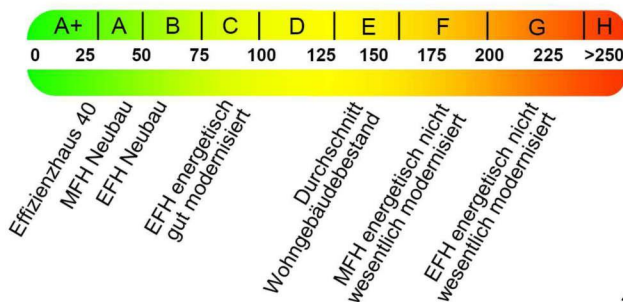 A+ A B C D E F G H
0 25 50 75 100 125 150 175 200 225 >250
Effizienzhaus 40
MFH Neubau
EFH Neubau
EFH energetisch
gut modernisiert
Durchschnitt
Wohngebäudebestand
MFH energetisch nicht
wesentlich modernisiert
EFH energetisch nicht
wesentlich modernisiert